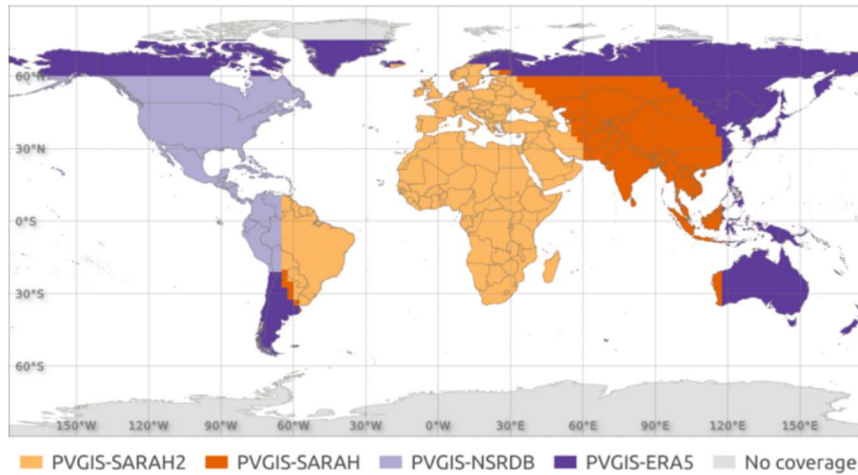 60°N
30°N
0°S
30°S
60°S
150°W 120°W 90°W 60°W 30°W 0°W 30°E 60°E 90°E 120°E 150°E
PVGIS-SARAH2 PVGIS-SARAH PVGIS-NSRDB PVGIS-ERA5 No coverage